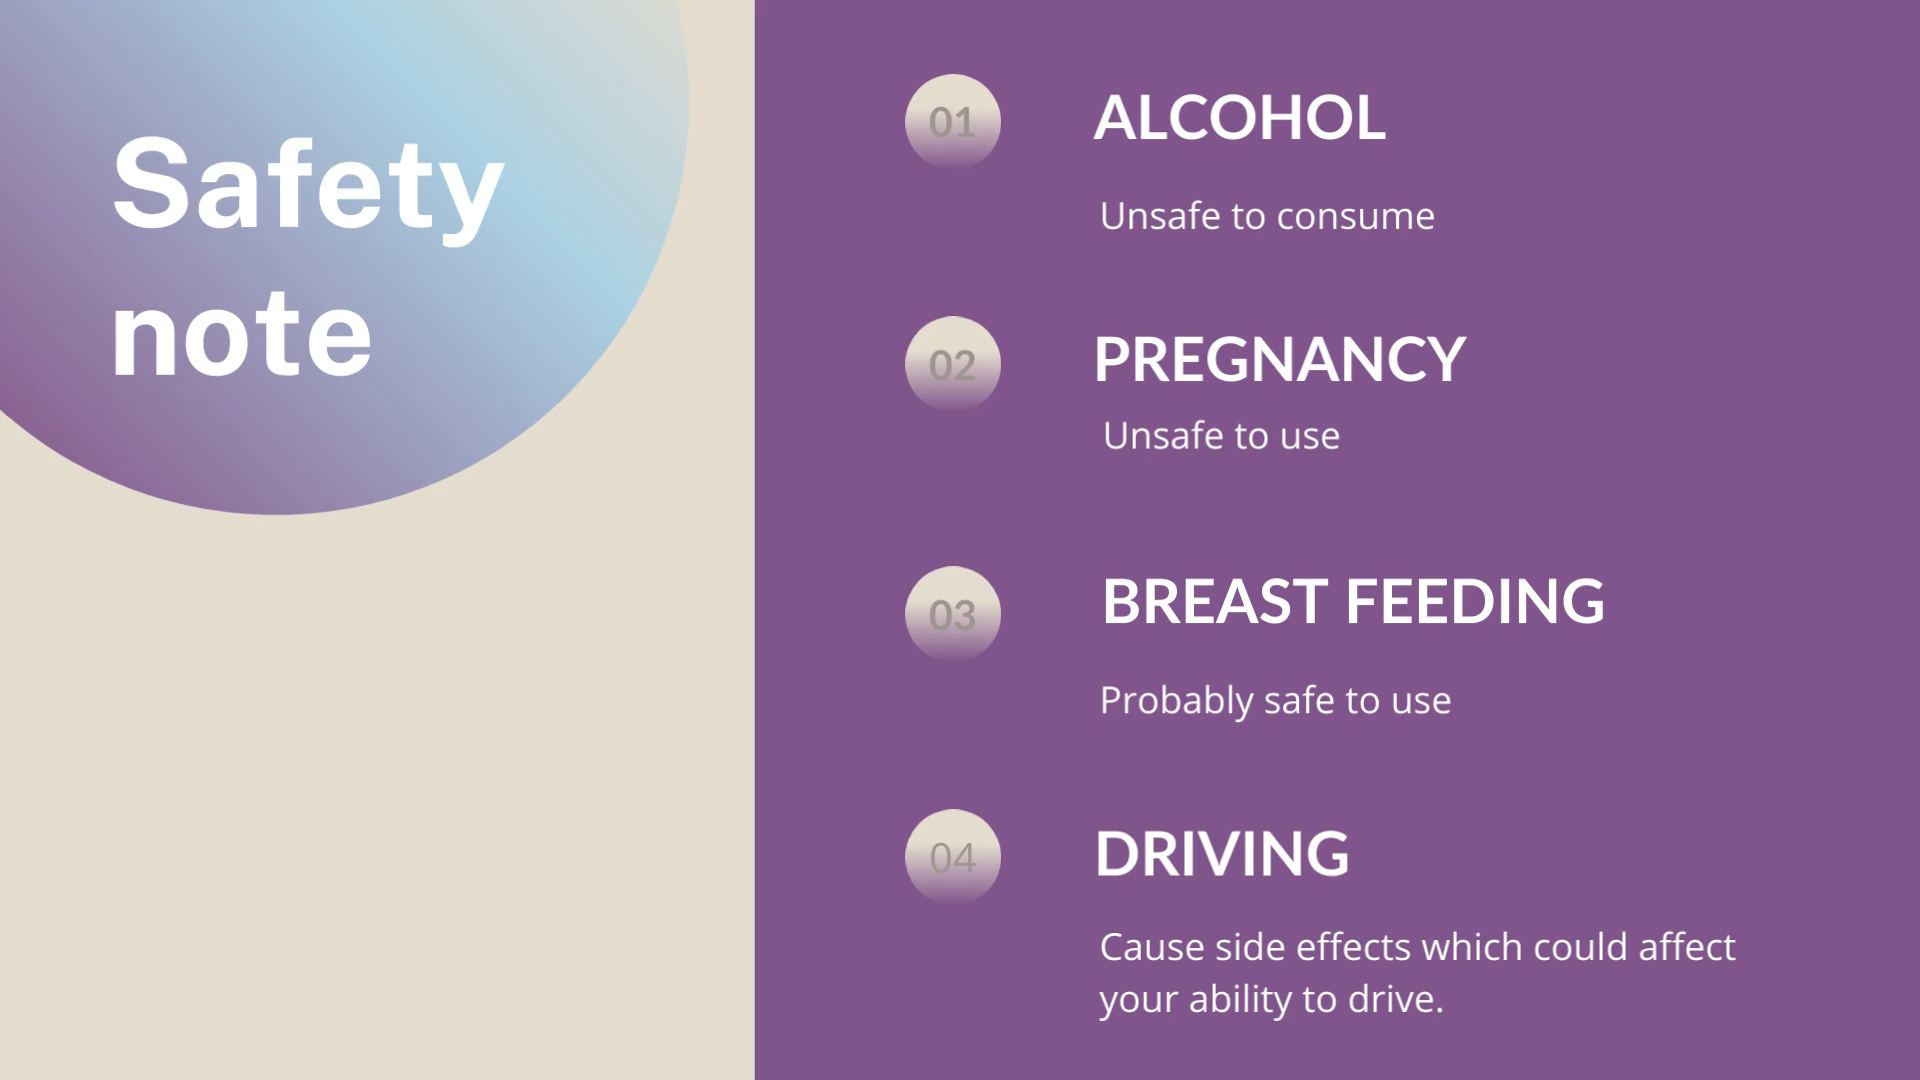 Safety
note
01
ALCOHOL
Unsafe to consume
02
PREGNANCY
Unsafe to use
03
BREAST FEEDING
Probably safe to use
04
DRIVING
Cause side effects which could affect
your ability to drive.